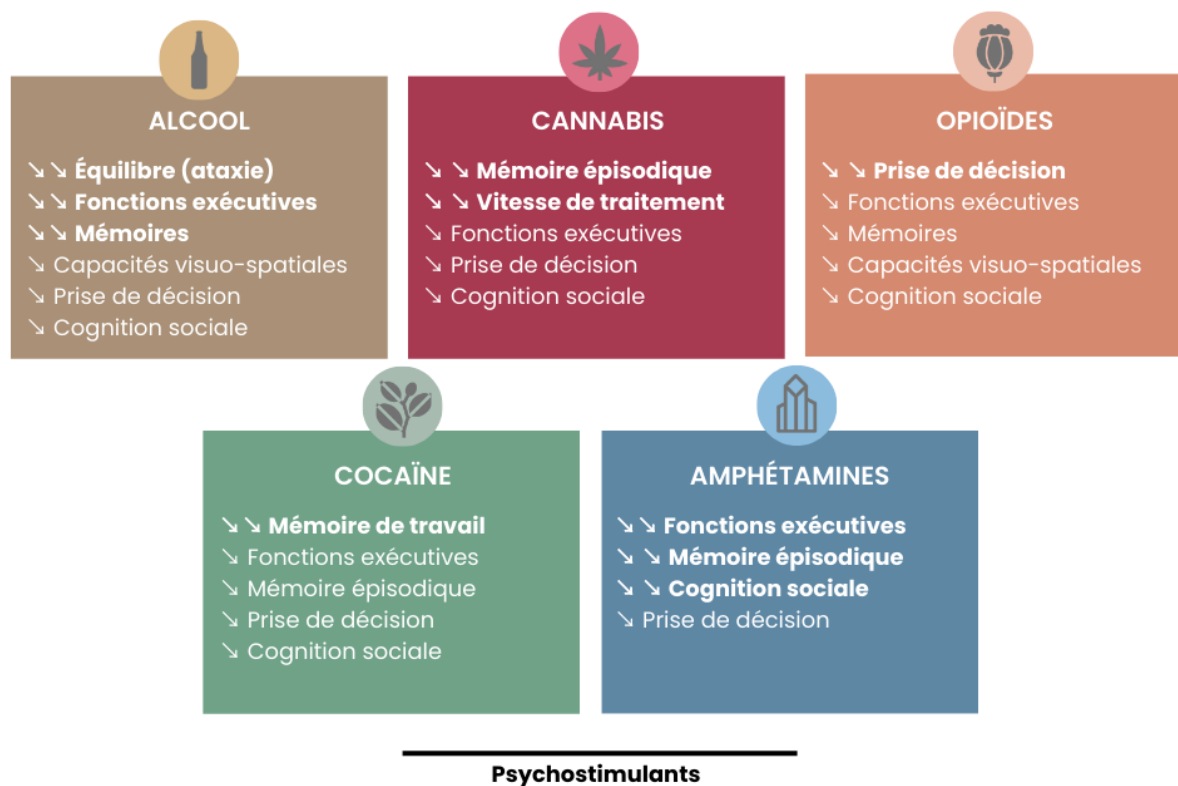 ALCOOL
↘↘ Équilibre (ataxie)
↘↘ Fonctions exécutives
↘↘ Mémoires
↘ Capacités visuo-spatiales
↘ Prise de décision
↘ Cognition sociale
CANNABIS
↘ ↘ Mémoire épisodique
↘ ↘ Vitesse de traitement
↘ Fonctions exécutives
↘ Prise de décision
↘ Cognition sociale
OPIOÏDES
↘ ↘ Prise de décision
↘ Fonctions exécutives
↘ Mémoires
↘ Capacités visuo-spatiales
↘ Cognition sociale
COCAÏNE
↘↘ Mémoire de travail
↘ Fonctions exécutives
↘ Mémoire épisodique
↘ Prise de décision
↘ Cognition sociale
AMPHÉTAMINES
↘↘ Fonctions exécutives
↘ ↘ Mémoire épisodique
↘ ↘ Cognition sociale
↘ Prise de décision
Psychostimulants